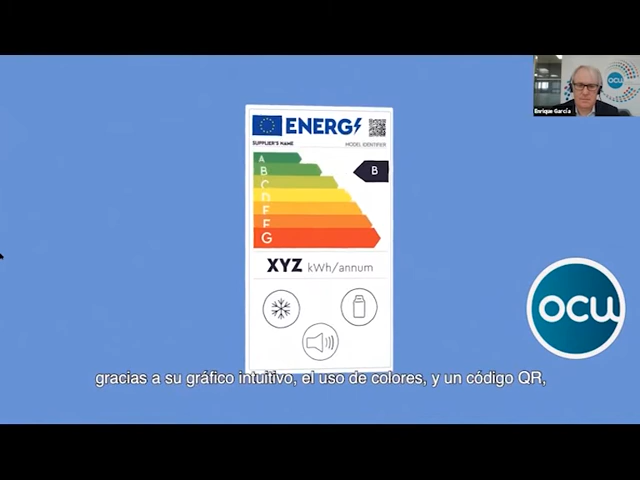 ocu
Enrique García
ENERG
SUPPLIER'S NAME
MODEL IDENTIFIER
A
B
B
C
D
E
F
G
XYZ kWh/annum
ocu
gracias a su gráfico intuitivo, el uso de colores, y un código QR,